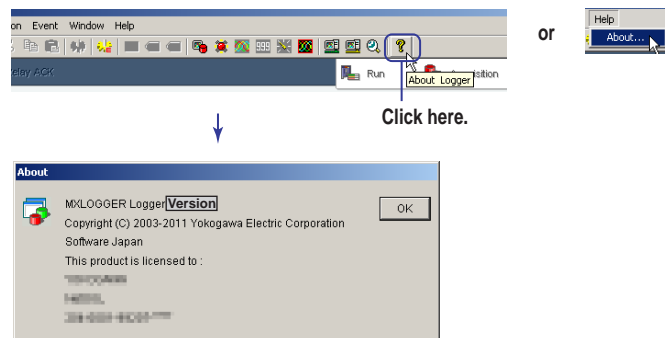 on Event Window Help
or
Help
About...
elay ACK
Run
About Logger
sition
Click here.
About
MXLOGGER Logger Version
OK
Copyright (C) 2003-2011 Yokogawa Electric Corporation
Software Japan
This product is licensed to :